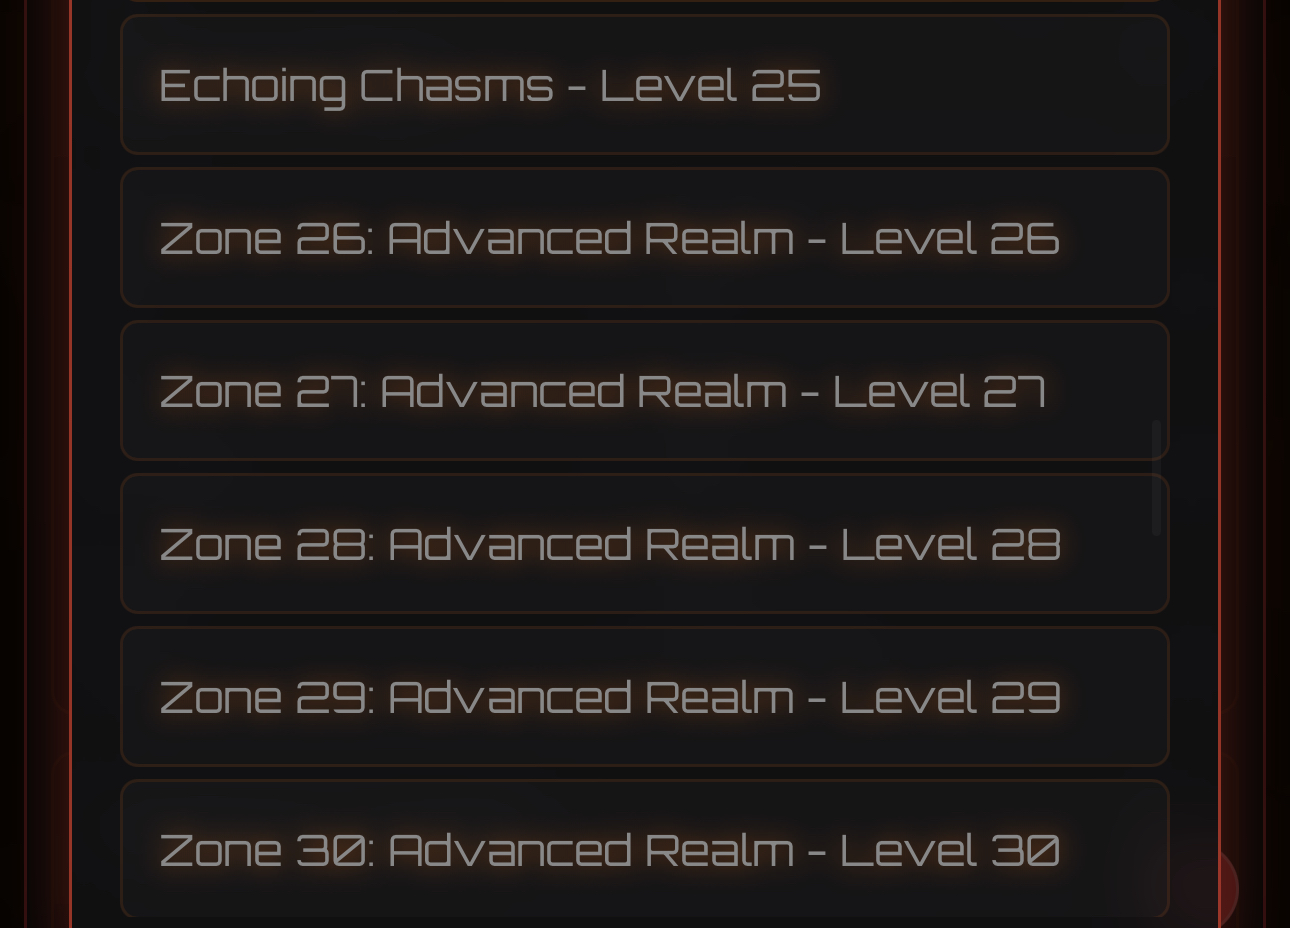 Echoing Chasms - Level 25
Zone 26: Advanced Realm - Level 26
Zone 27: Advanced Realm - Level 27
Zone 28: Advanced Realm - Level 28
Zone 29: Advanced Realm - Level 29
Zone 30: Advanced Realm - Level 30